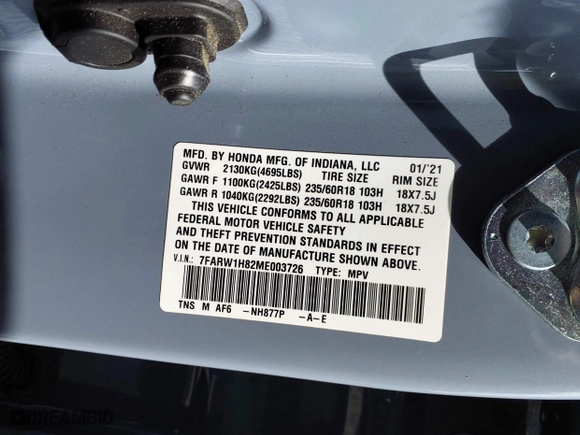 MFD. BY HONDA MFG. OF INDIANA, LLC 01/'21
GVWR 2130KG(4695LBS) TIRE SIZE RIM SIZE
GAWR F 1100KG(2425LBS) 235/60R18 103H 18X7.5J
GAWR R 1040KG(2292LBS) 235/60R18 103H 18X7.5J
THIS VEHICLE CONFORMS TO ALL APPLICABLE
FEDERAL MOTOR VEHICLE SAFETY
AND THEFT PREVENTION STANDARDS IN EFFECT
ON THE DATE OF MANUFACTURE SHOWN ABOVE.
V.I.N.: 7FARW1H82ME003726 TYPE: MPV
TNS M AF6 -NH877P -A-E
DREAMBID